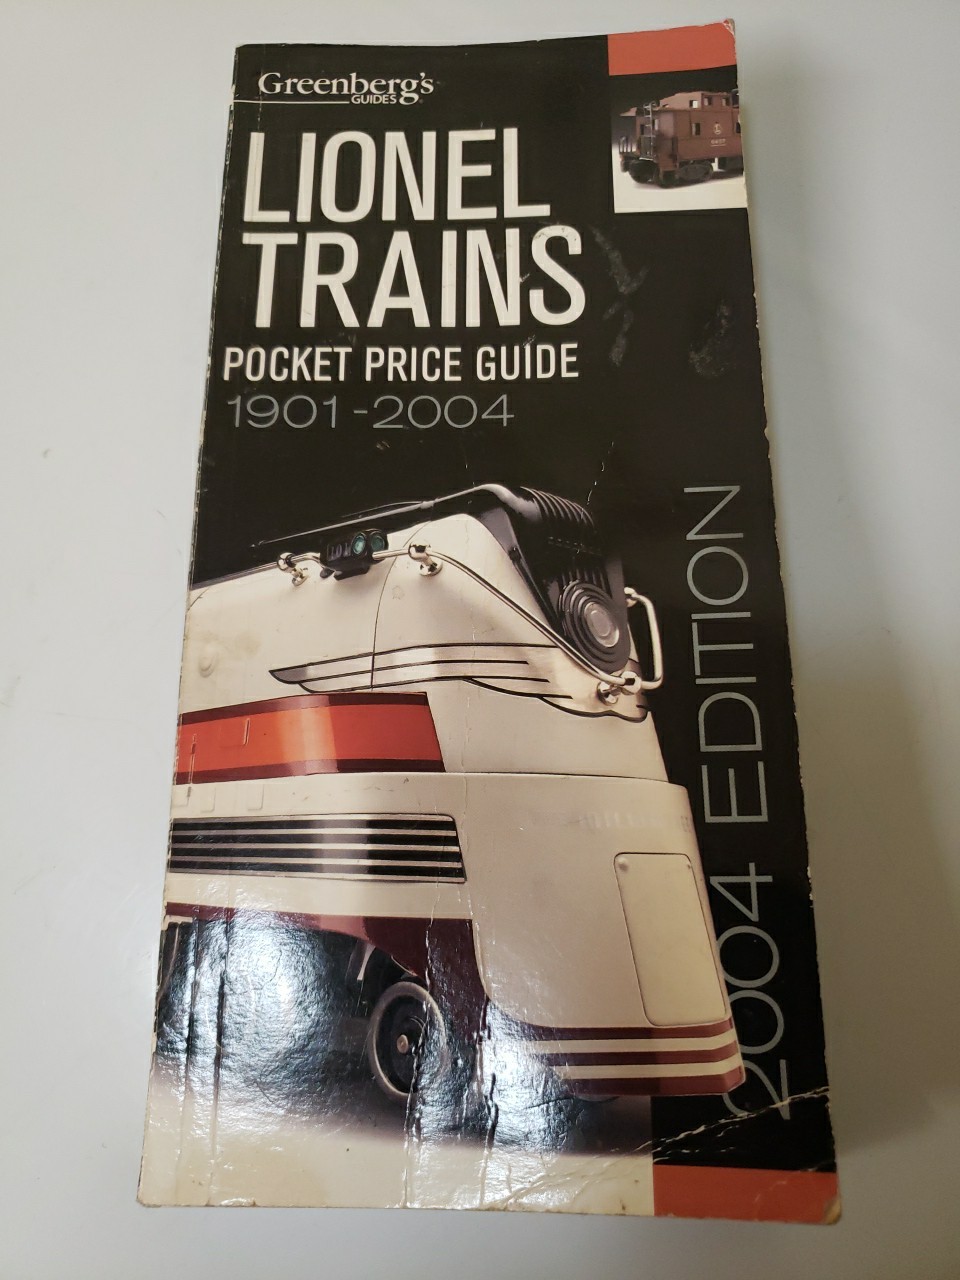 Greenberg's
GUIDES
LIONEL
TRAINS
POCKET PRICE GUIDE
1901-2004
2004 EDITION